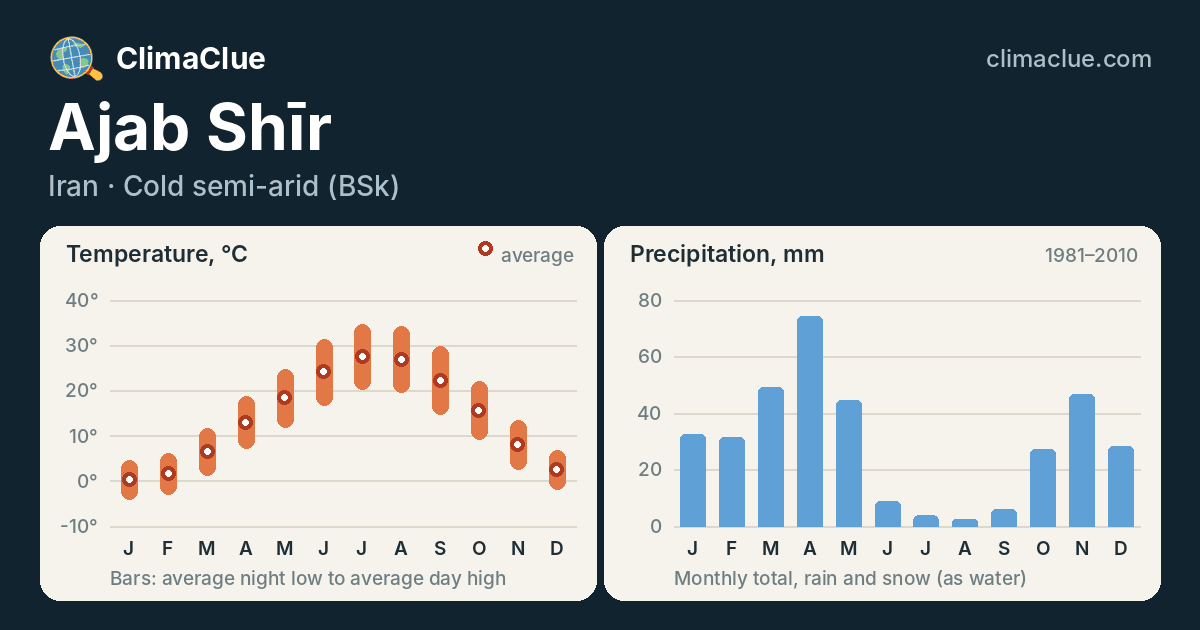 ClimaClue
climaclue.com
Ajab Shīr
Iran · Cold semi-arid (BSk)
Temperature, °C
average
40°
30°
20°
10°
0°
-10°
J F M A M J J A S O N D
Bars: average night low to average day high
Precipitation, mm
1981–2010
80
60
40
20
0
J F M A M J J A S O N D
Monthly total, rain and snow (as water)